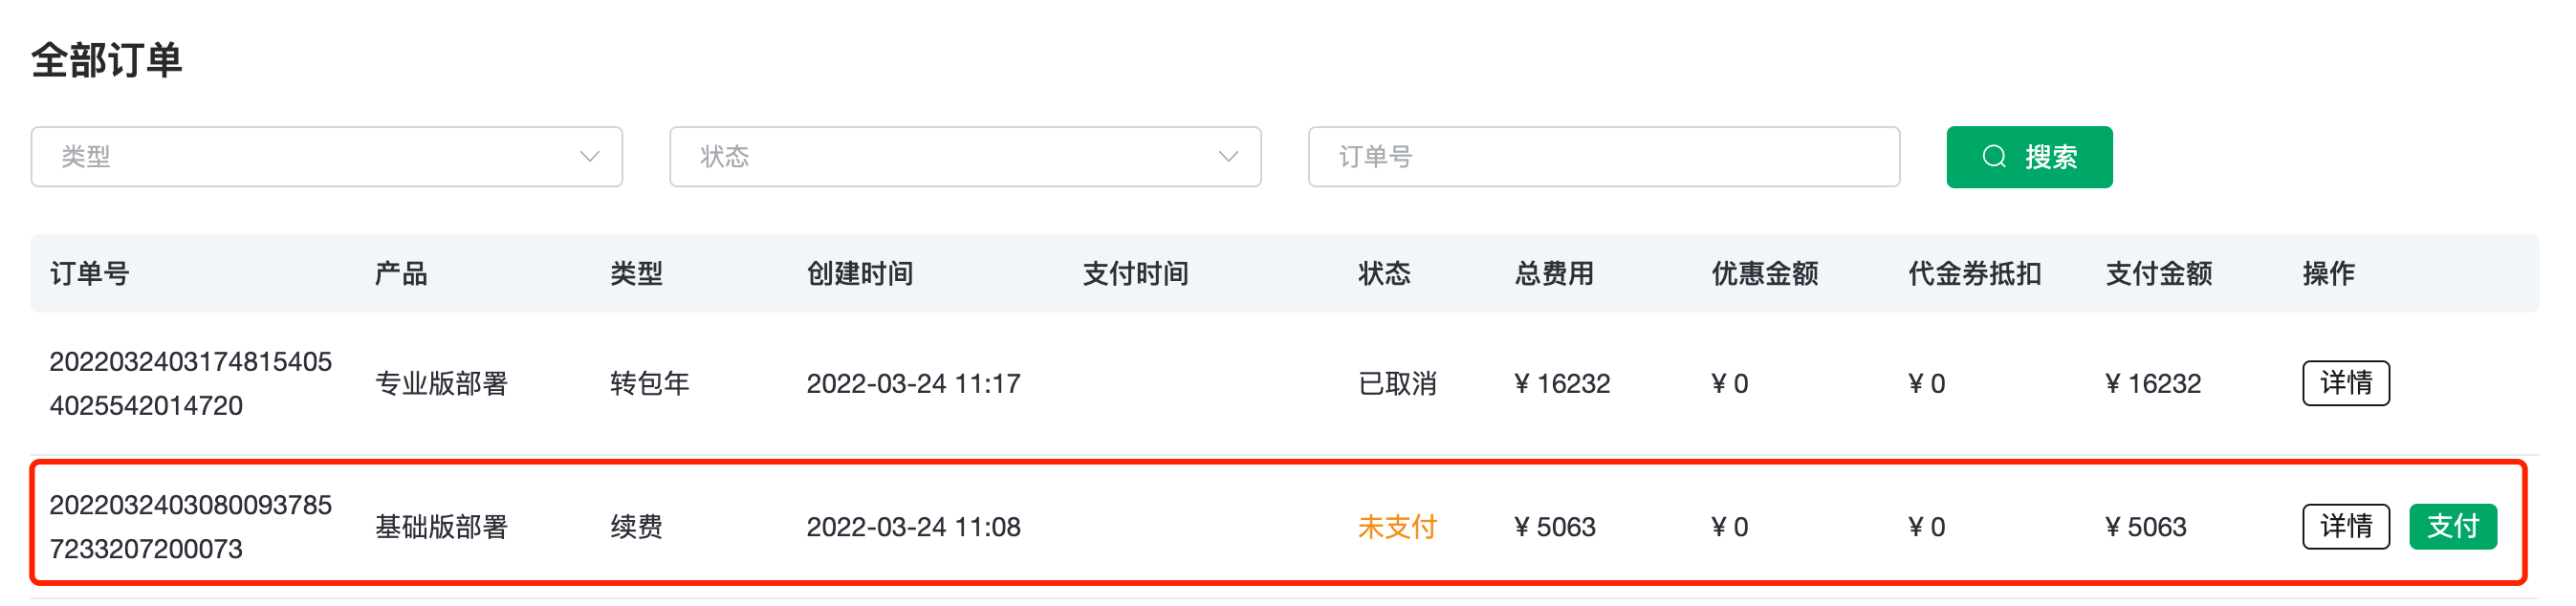 全部订单
类型 状态 订单号 搜索
订单号 产品 类型 创建时间 支付时间 状态 总费用 优惠金额 代金券抵扣 支付金额 操作
2022032403174815405
4025542014720
专业版部署 转包年 2022-03-24 11:17 已取消 ¥ 16232 ¥ 0 ¥ 0 ¥ 16232 详情
2022032403080093785
7233207200073
基础版部署 续费 2022-03-24 11:08 未支付 ¥ 5063 ¥ 0 ¥ 0 ¥ 5063 详情 支付